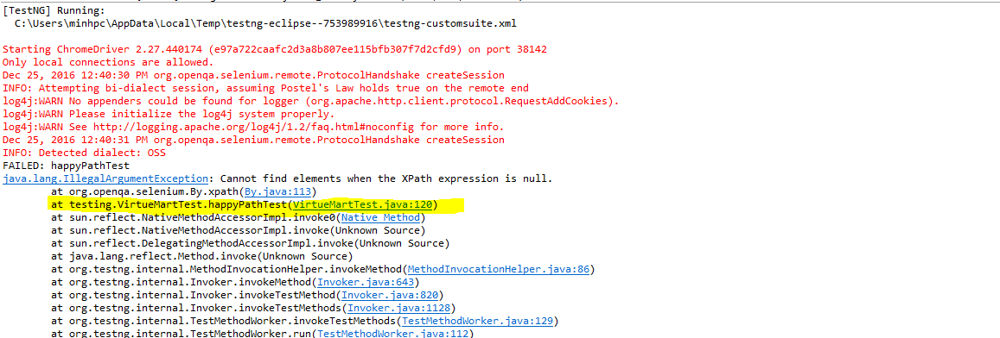 [TestNG] Running:
C:\Users\minhpc\AppData\Local\Temp\testng-eclipse--753989916\testng-customsuite.xml
Starting ChromeDriver 2.27.440174 (e97a722caafc2d3a8b807ee115bfb307f7d2cfd9) on port 38142
Only local connections are allowed.
Dec 25, 2016 12:40:30 PM org.openqa.selenium.remote.ProtocolHandshake createSession
INFO: Attempting bi-dialect session, assuming Postel's Law holds true on the remote end
log4j:WARN No appenders could be found for logger (org.apache.http.client.protocol.RequestAddCookies).
log4j:WARN Please initialize the log4j system properly.
log4j:WARN See http://logging.apache.org/log4j/1.2/faq.html#noconfig for more info.
Dec 25, 2016 12:40:31 PM org.openqa.selenium.remote.ProtocolHandshake createSession
INFO: Detected dialect: OSS
FAILED: happyPathTest
java.lang.IllegalArgumentException: Cannot find elements when the XPath expression is null.
at org.openqa.selenium.By.xpath(By.java:113)
at testing.VirtueMartTest.happyPathTest(VirtueMartTest.java:120)
at sun.reflect.NativeMethodAccessorImpl.invoke0(Native Method)
at sun.reflect.NativeMethodAccessorImpl.invoke(Unknown Source)
at sun.reflect.DelegatingMethodAccessorImpl.invoke(Unknown Source)
at java.lang.reflect.Method.invoke(Unknown Source)
at org.testng.internal.MethodInvocationHelper.invokeMethod(MethodInvocationHelper.java:86)
at org.testng.internal.Invoker.invokeMethod(Invoker.java:643)
at org.testng.internal.Invoker.invokeTestMethod(Invoker.java:820)
at org.testng.internal.Invoker.invokeTestMethods(Invoker.java:1128)
at org.testng.internal.TestMethodWorker.invokeTestMethods(TestMethodWorker.java:129)
at org.testng.internal.TestMethodWorker.run(TestMethodWorker.java:112)